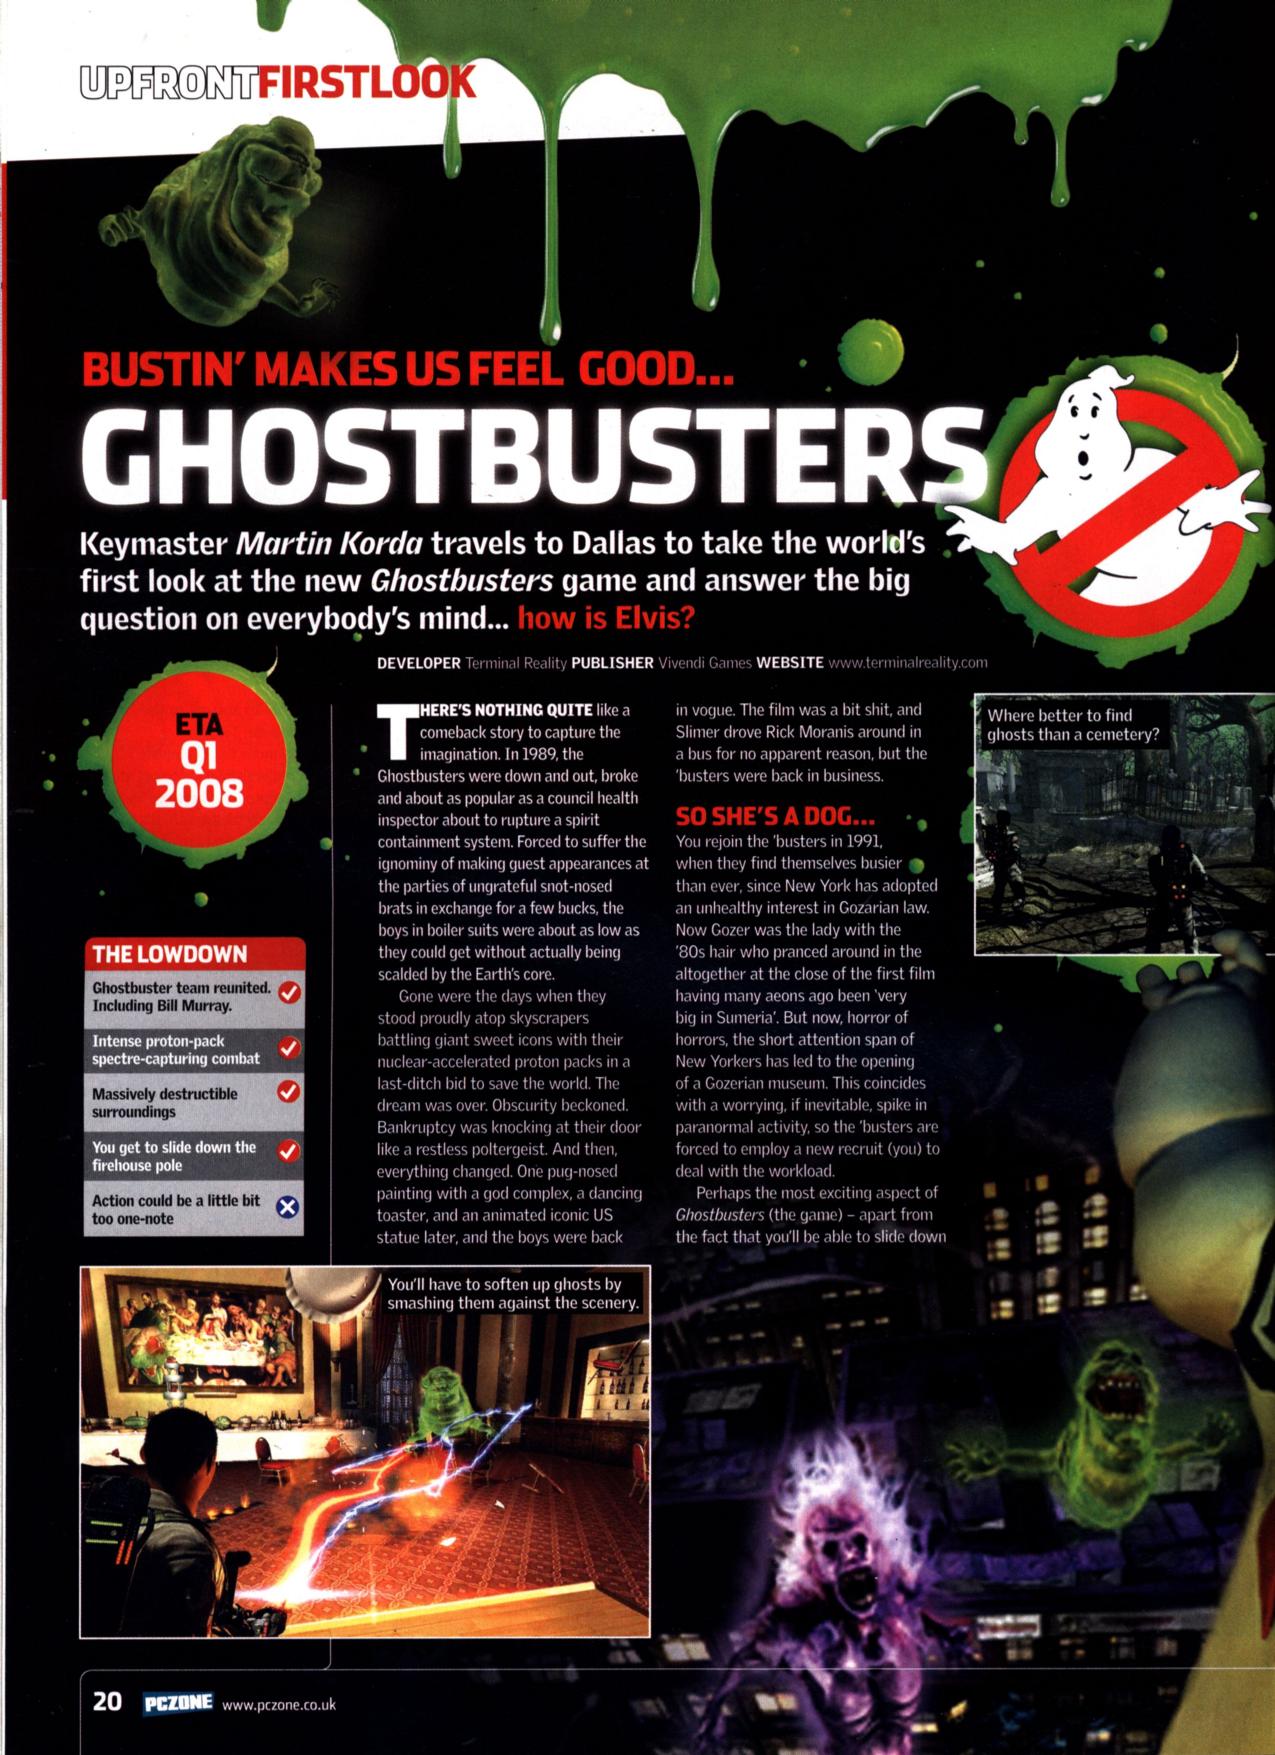 UPFRONTFIRSTLOOK
BUSTIN' MAKES US FEEL GOOD...
GHOSTBUSTERS
Keymaster Martin Korda travels to Dallas to take the world's
first look at the new Ghostbusters game and answer the big
question on everybody's mind... how is Elvis?
DEVELOPER Terminal Reality PUBLISHER Vivendi Games WEBSITE www.terminalreality.com
ETA
Q1
2008
THE LOWDOWN
Ghostbuster team reunited.
Including Bill Murray.
Intense proton-pack
spectre-capturing combat
Massively destructible
surroundings
You get to slide down the
firehouse pole
Action could be a little bit
too one-note
THERE'S NOTHING QUITE like a
comeback story to capture the
imagination. In 1989, the
Ghostbusters were down and out, broke
and about as popular as a council health
inspector about to rupture a spirit
containment system. Forced to suffer the
ignominy of making guest appearances at
the parties of ungrateful snot-nosed
brats in exchange for a few bucks, the
boys in boiler suits were about as low as
they could get without actually being
scalded by the Earth's core.
Gone were the days when they
stood proudly atop skyscrapers
battling giant sweet icons with their
nuclear-accelerated proton packs in a
last-ditch bid to save the world. The
dream was over. Obscurity beckoned.
Bankruptcy was knocking at their door
like a restless poltergeist. And then,
everything changed. One pug-nosed
painting with a god complex, a dancing
toaster, and an animated iconic US
statue later, and the boys were back
in vogue. The film was a bit shit, and
Slimer drove Rick Moranis around in
a bus for no apparent reason, but the
'busters were back in business.
SO SHE'S A DOG...
You rejoin the 'busters in 1991,
when they find themselves busier
than ever, since New York has adopted
an unhealthy interest in Gozarian law.
Now Gozer was the lady with the
'80s hair who pranced around in the
altogether at the close of the first film
having many aeons ago been 'very
big in Sumeria'. But now, horror of
horrors, the short attention span of
New Yorkers has led to the opening
of a Gozerian museum. This coincides
with a worrying, if inevitable, spike in
paranormal activity, so the 'busters are
forced to employ a new recruit (you) to
deal with the workload.
Perhaps the most exciting aspect of
Ghostbusters (the game) – apart from
the fact that you'll be able to slide down
Where better to find
ghosts than a cemetery?
You'll have to soften up ghosts by
smashing them against the scenery.
20 PCZONE www.pczone.co.uk